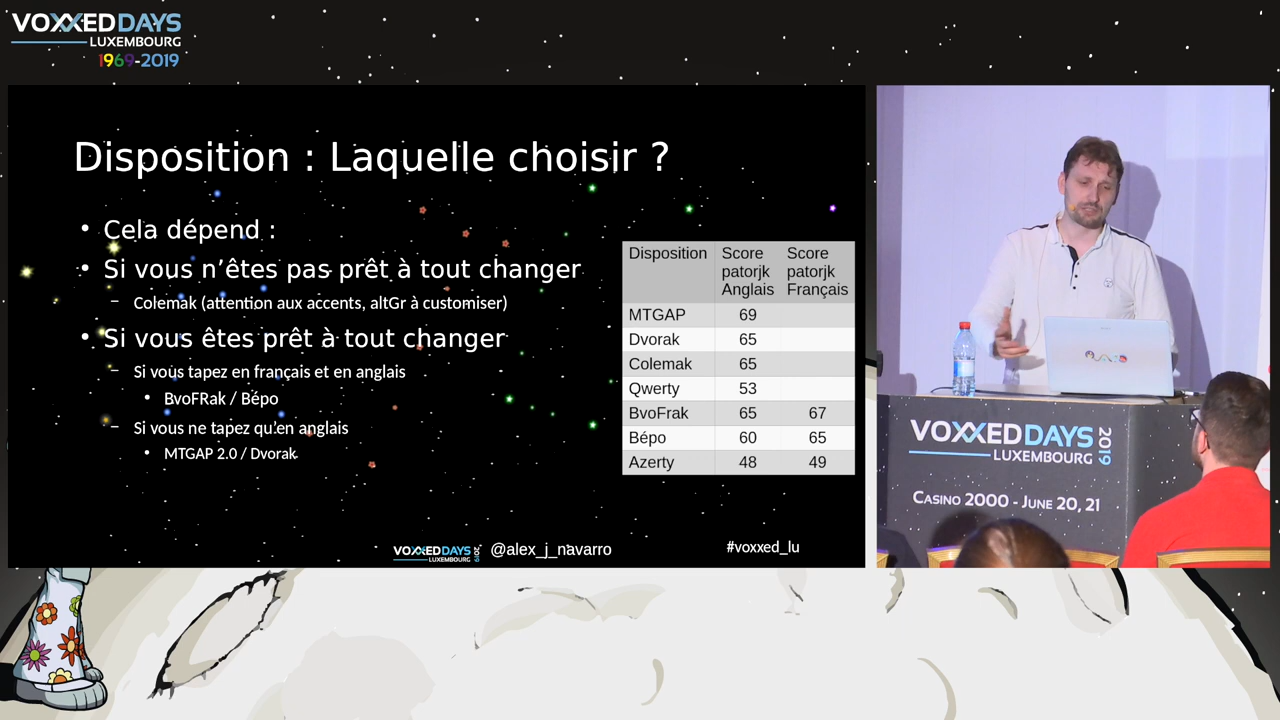 VOXXEDDAYS
LUXEMBOURG
1969-2019
Disposition : Laquelle choisir ?
• Cela dépend :
• Si vous n’êtes pas prêt à tout changer
– Colemak (attention aux accents, altGr à customiser)
• Si vous êtes prêt à tout changer
– Si vous tapez en français et en anglais
• BvoFRak / Bépo
– Si vous ne tapez qu'en anglais
• MTGAP 2.0 / Dvorak
Disposition Score patorjk Anglais Score patorjk Français
MTGAP 69
Dvorak 65
Colemak 65
Qwerty 53
BvoFrak 65 67
Bépo 60 65
Azerty 48 49
VOXXEDDAYS 2019
LUXEMBOURG
@alex_j_navarro
#voxxed_lu
VOXXEDDAYS 2019
LUXEMBOURG
Casino 2000 - June 20, 21